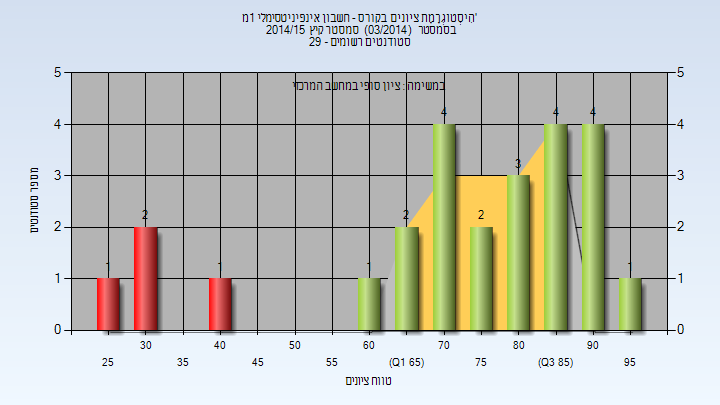 'היסטוגרמת ציונים בקורס - חשבון אינפיניטסימלי 1מ
בסמסטר (03/2014) סמסטר קיץ 2014/15
סטודנטים רשומים - 29
במשימה : ציון סופי במחשב המרכזי
מספר סטודנטים
5 5
4 4
3 3
2 2
1 1
0 0
1 2 1 1 2 4 2 3 4 4 1
30 40 50 60 70 80 90
25 35 45 55 (Q1 65) 75 (Q3 85) 95
טווח ציונים